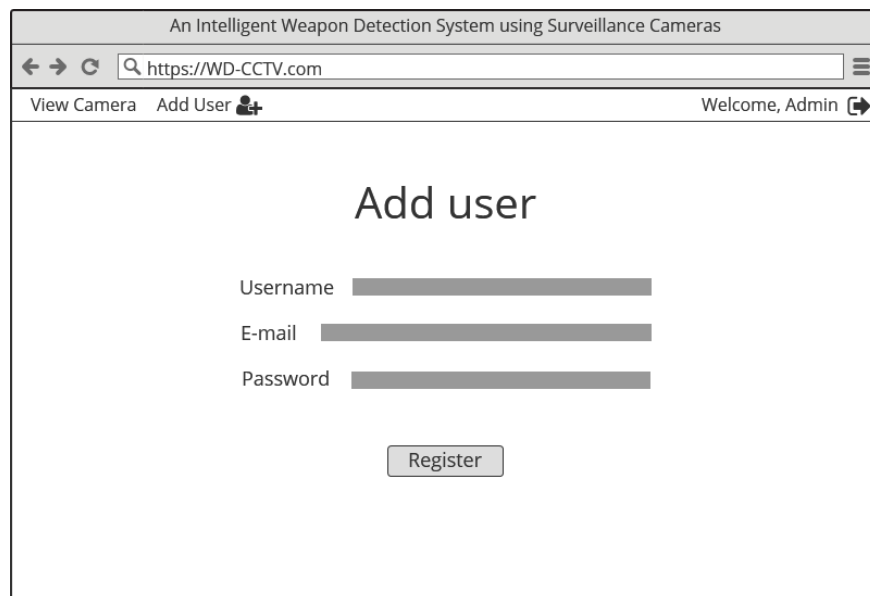 An Intelligent Weapon Detection System using Surveillance Cameras
https://WD-CCTV.com
View Camera Add User Welcome, Admin
Add user
Username
E-mail
Password
Register